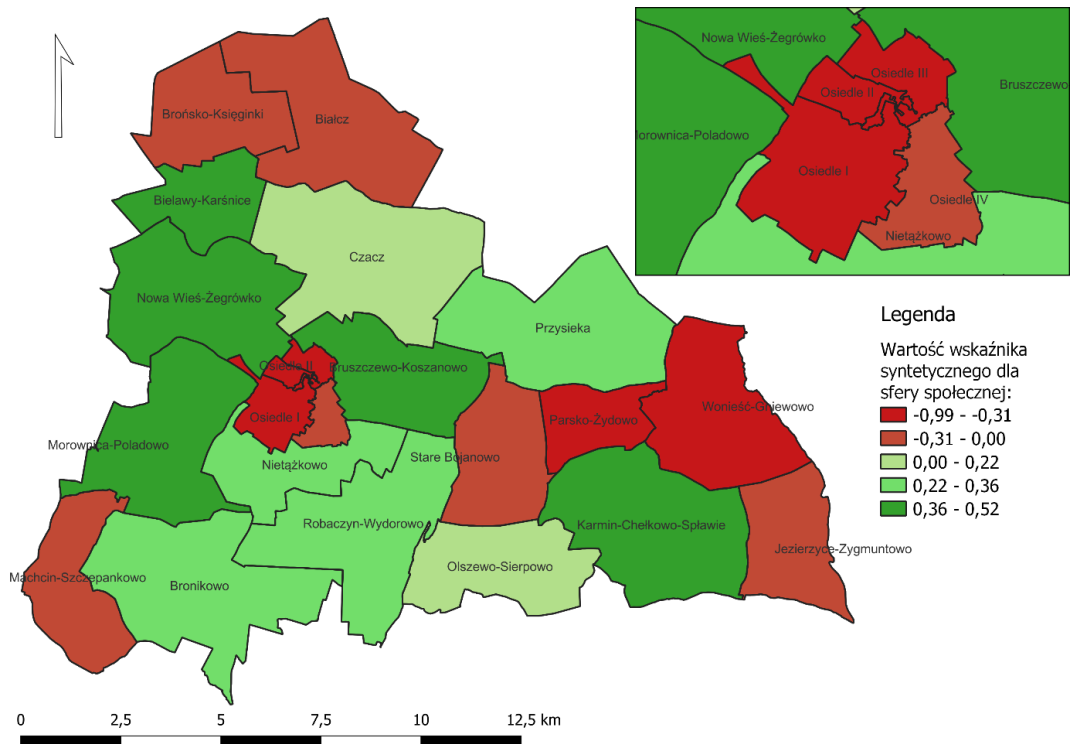 Nowa Wieś-Żegrówko
Osiedle III
Osiedle II
Bruszczewo
Morownica-Poladowo
Osiedle I
Osiedle IV
Nietążkowo
Brońsko-Księginki
Białcz
Bielawy-Karśnice
Czacz
Nowa Wieś-Żegrówko
Przysieka
Osiedle II
Bruszczewo-Koszanowo
Osiedle I
Parsko-Żydowo
Wonieść-Gniewowo
Morownica-Poladowo
Nietążkowo
Stare Bojanowo
Robaczyn-Wydorowo
Karmin-Chełkowo-Spławie
Jezierzyce-Zygmuntowo
Machcin-Szczepankowo
Bronikowo
Olszewo-Sierpowo
Legenda
Wartość wskaźnika
syntetycznego dla
sfery społecznej:
-0,99 - -0,31
-0,31 - 0,00
0,00 - 0,22
0,22 - 0,36
0,36 - 0,52
0 2,5 5 7,5 10 12,5 km